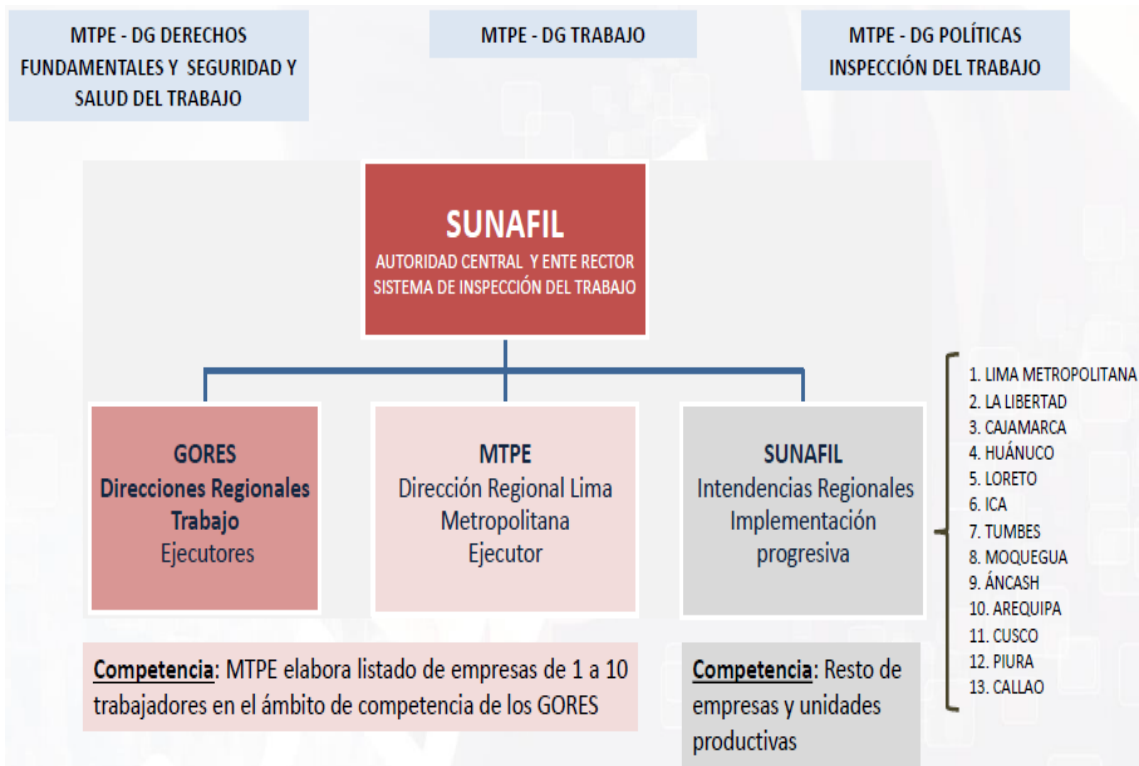 MTPE - DG DERECHOS
FUNDAMENTALES Y SEGURIDAD Y
SALUD DEL TRABAJO
MTPE - DG TRABAJO
MTPE - DG POLÍTICAS
INSPECCIÓN DEL TRABAJO
SUNAFIL
AUTORIDAD CENTRAL Y ENTE RECTOR
SISTEMA DE INSPECCIÓN DEL TRABAJO
GORES
Direcciones Regionales
Trabajo
Ejecutores
MTPE
Dirección Regional Lima
Metropolitana
Ejecutor
SUNAFIL
Intendencias Regionales
Implementación
progresiva
1. LIMA METROPOLITANA
2. LA LIBERTAD
3. CAJAMARCA
4. HUÁNUCO
5. LORETO
6. ICA
7. TUMBES
8. MOQUEGUA
9. ÁNCASH
10. AREQUIPA
11. CUSCO
12. PIURA
13. CALLAO
Competencia: MTPE elabora listado de empresas de 1 a 10
trabajadores en el ámbito de competencia de los GORES
Competencia: Resto de
empresas y unidades
productivas